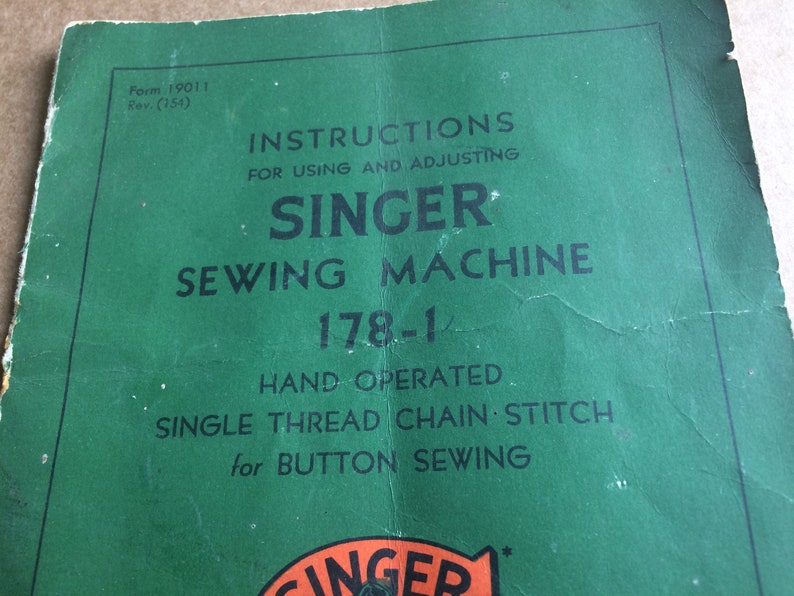 Form 19011
Rev. (154)
INSTRUCTIONS
FOR USING AND ADJUSTING
SINGER
SEWING MACHINE
178-1
HAND OPERATED
SINGLE THREAD CHAIN STITCH
for BUTTON SEWING
SINGER*